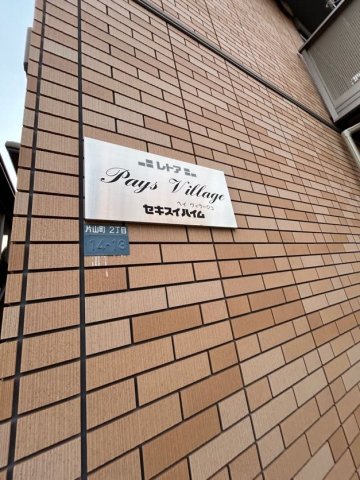 レトア
Pays Village
ペイ ヴィラージュ
セキスイハイム
片山町 2丁目
14-13